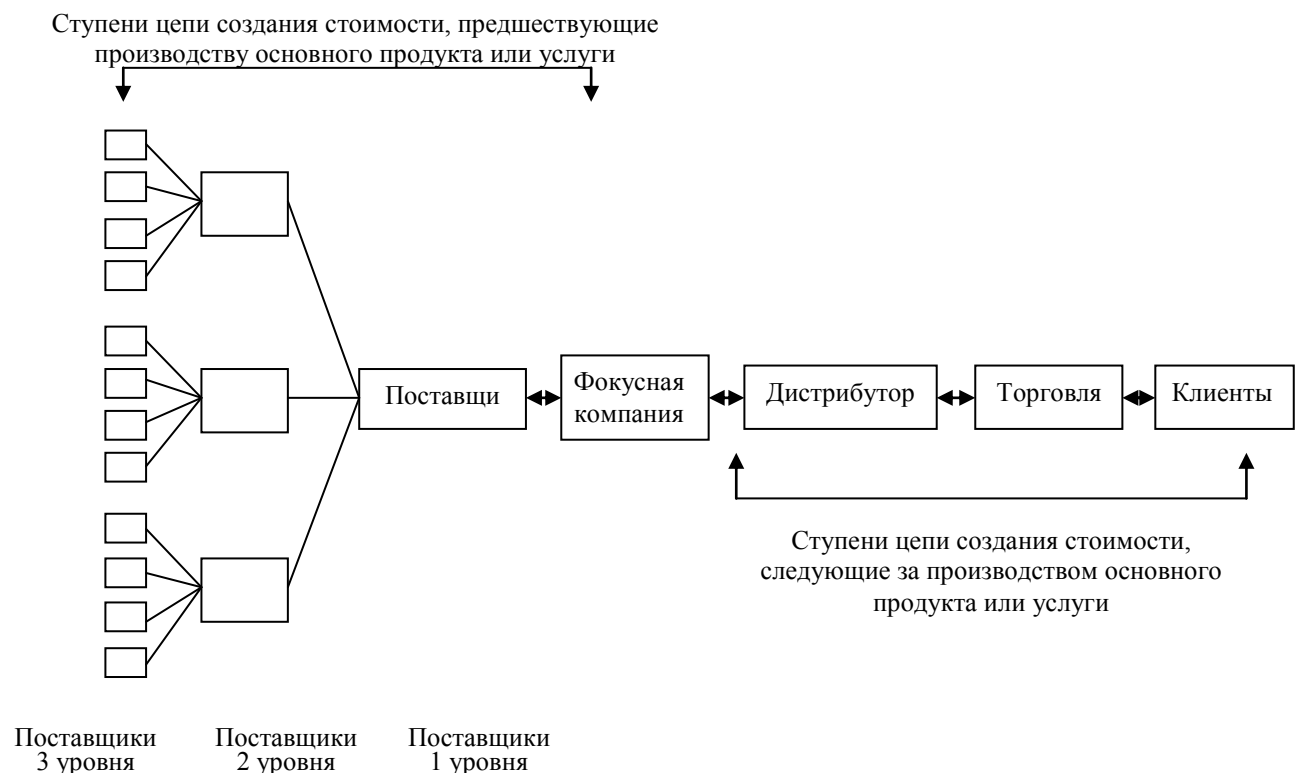 Ступени цепи создания стоимости, предшествующие
производству основного продукта или услуги
Поставщи
Фокусная
компания
Дистрибутор
Торговля
Клиенты
Ступени цепи создания стоимости,
следующие за производством основного
продукта или услуги
Поставщики
3 уровня
Поставщики
2 уровня
Поставщики
1 уровня